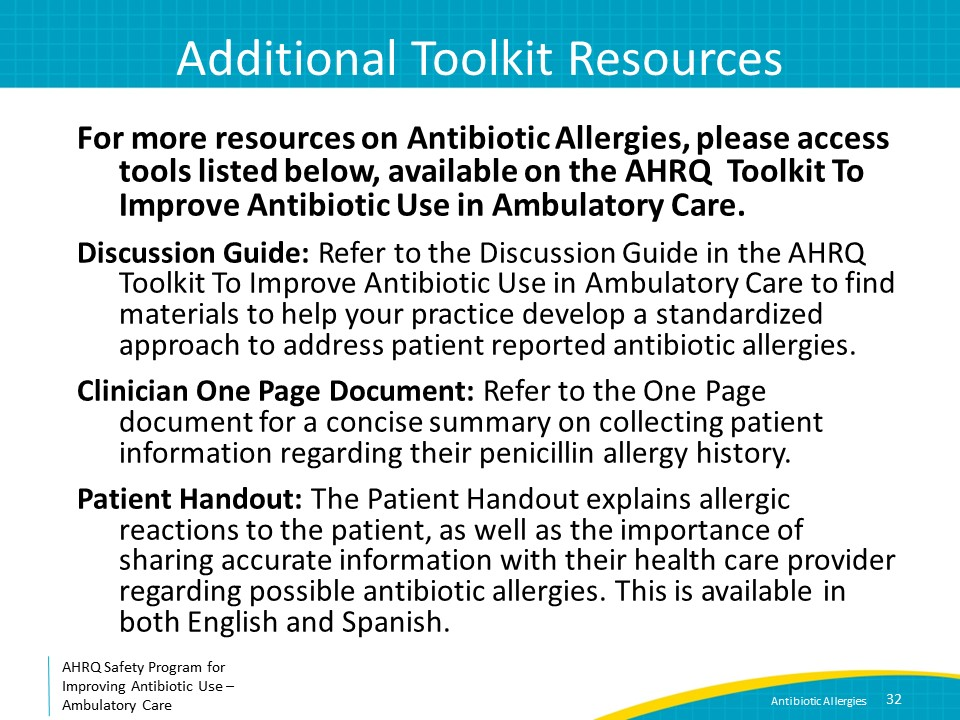 Additional Toolkit Resources
For more resources on Antibiotic Allergies, please access
tools listed below, available on the AHRQ  Toolkit To
Improve Antibiotic Use in Ambulatory Care.
Discussion Guide: Refer to the Discussion Guide in the AHRQ
Toolkit To Improve Antibiotic Use in Ambulatory Care to find
materials to help your practice develop a standardized
approach to address patient reported antibiotic allergies.
Clinician One Page Document: Refer to the One Page
document for a concise summary on collecting patient
information regarding their penicillin allergy history.
Patient Handout: The Patient Handout explains allergic
reactions to the patient, as well as the importance of
sharing accurate information with their health care provider
regarding possible antibiotic allergies. This is available in
both English and Spanish.
AHRQ Safety Program for
Improving Antibiotic Use –
Ambulatory Care
Antibiotic Allergies 32